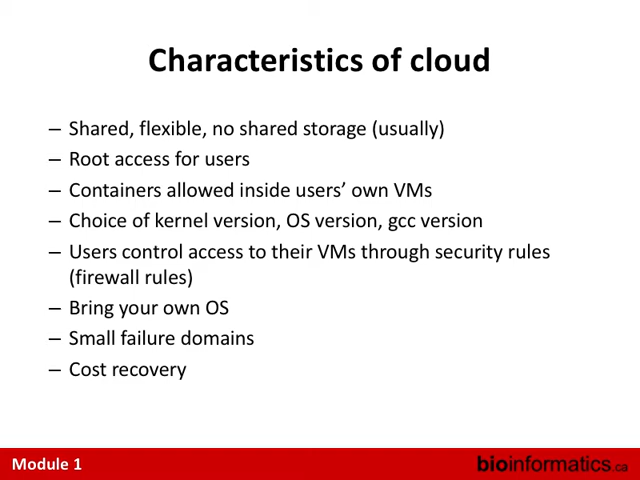 Characteristics of cloud
– Shared, flexible, no shared storage (usually)
– Root access for users
– Containers allowed inside users’ own VMs
– Choice of kernel version, OS version, gcc version
– Users control access to their VMs through security rules
(firewall rules)
– Bring your own OS
– Small failure domains
– Cost recovery
Module 1
bioinformatics.ca